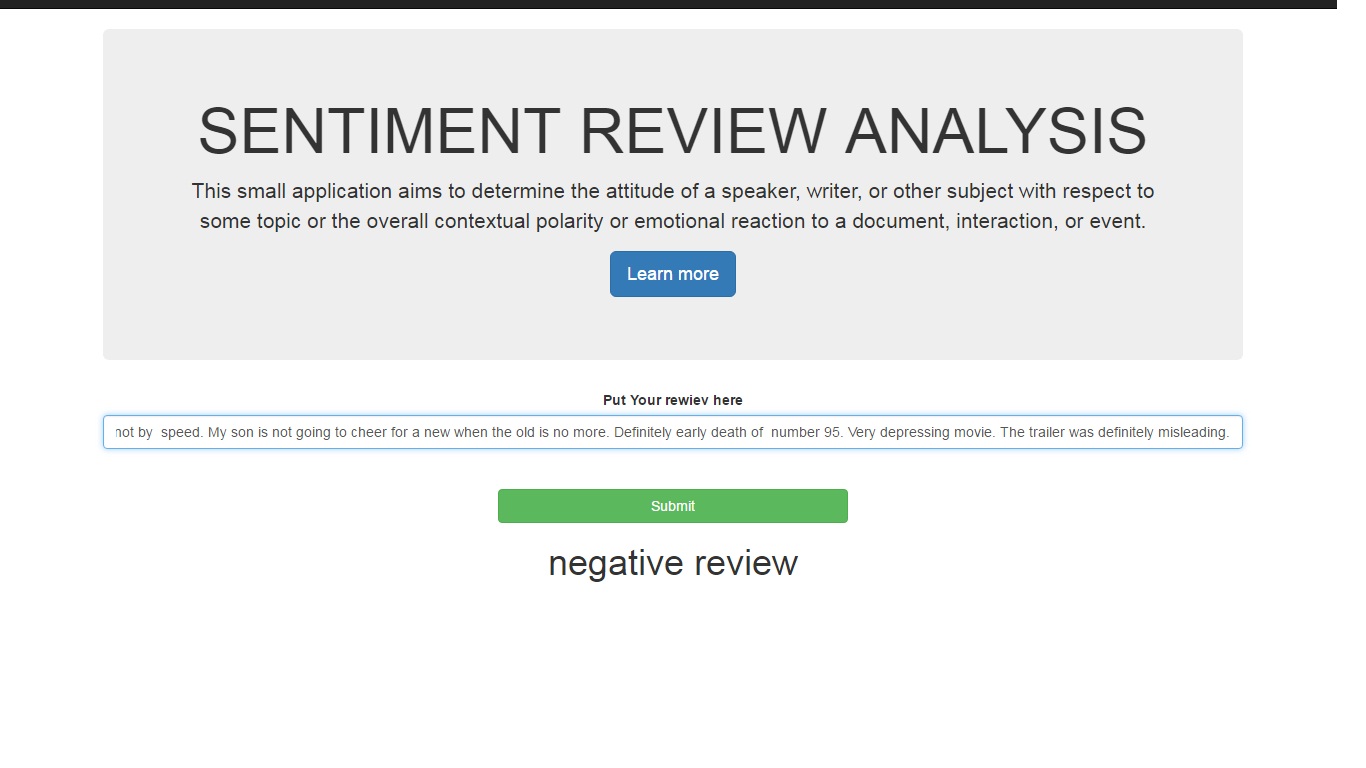 SENTIMENT REVIEW ANALYSIS
This small application aims to determine the attitude of a speaker, writer, or other subject with respect to
some topic or the overall contextual polarity or emotional reaction to a document, interaction, or event.
Learn more
Put Your rewiev here
not by  speed. My son is not going to cheer for a new when the old is no more. Definitely early death of  number 95. Very depressing movie. The trailer was definitely misleading.
Submit
negative review